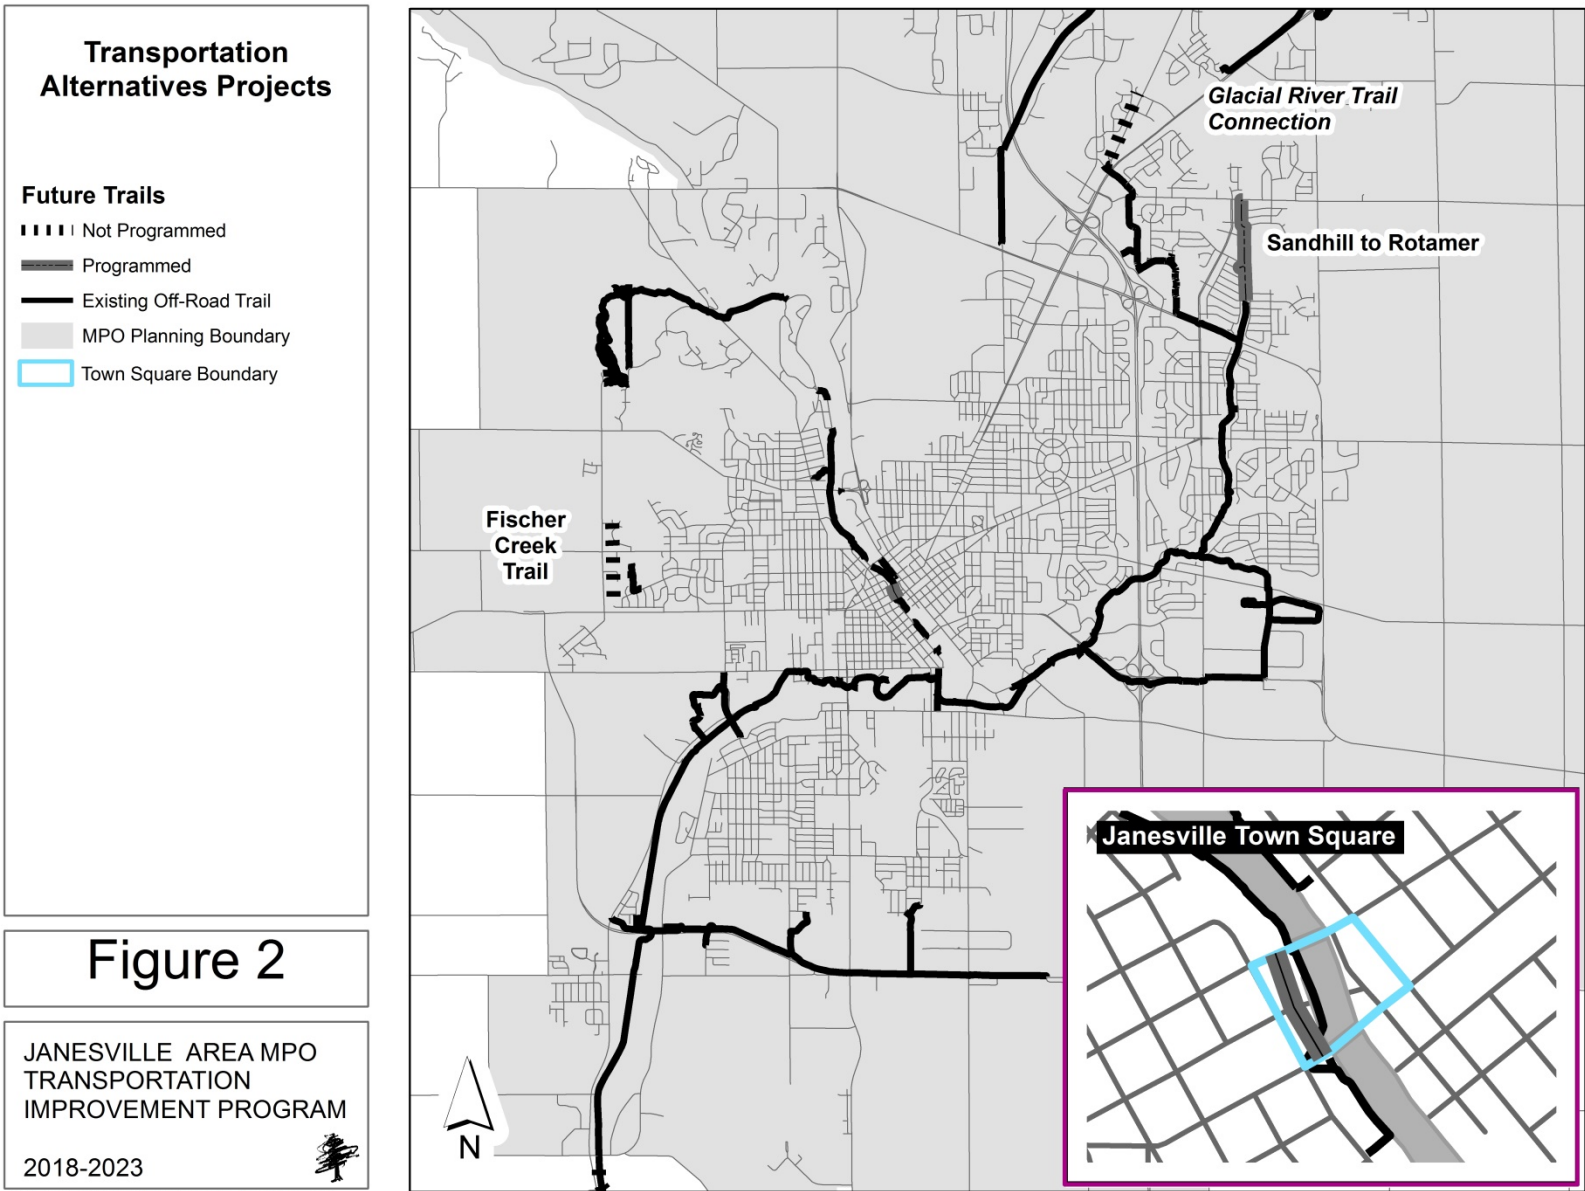 Transportation
Alternatives Projects
Future Trails
Not Programmed
Programmed
Existing Off-Road Trail
MPO Planning Boundary
Town Square Boundary
Figure 2
JANESVILLE AREA MPO
TRANSPORTATION
IMPROVEMENT PROGRAM
2018-2023
Glacial River Trail
Connection
Sandhill to Rotamer
Fischer
Creek
Trail
N
Janesville Town Square